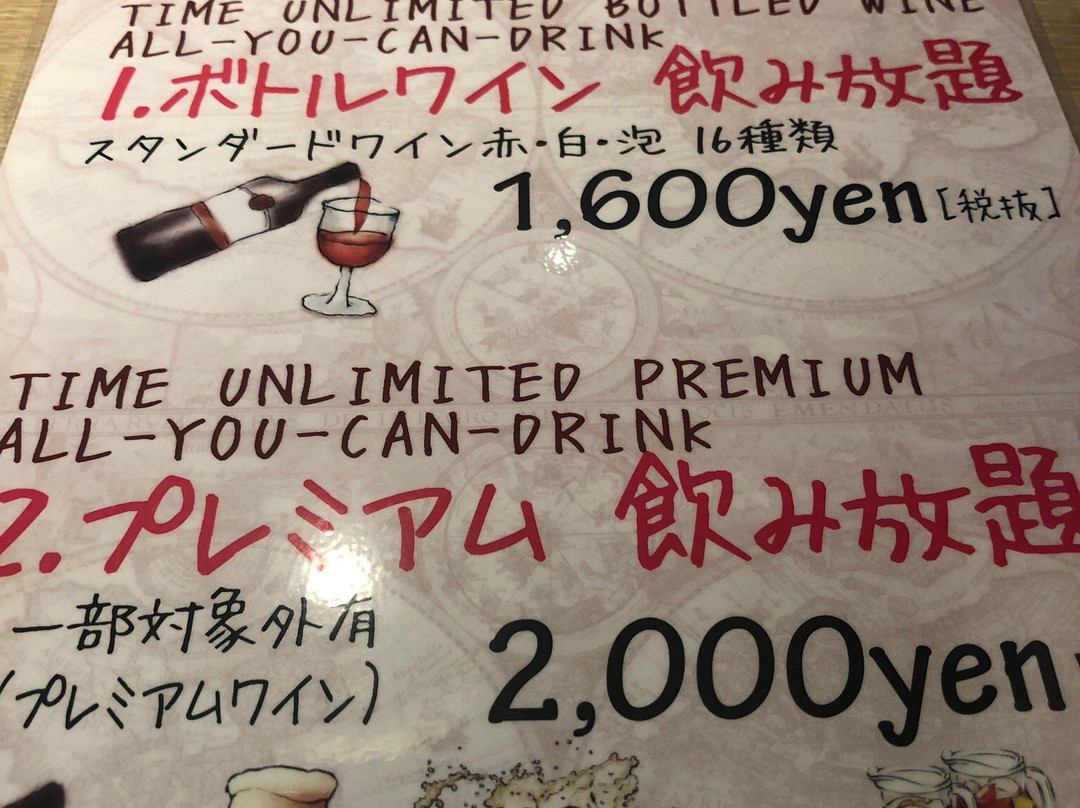 TIME UNLIMITED BOTTLED WINE
ALL-YOU-CAN-DRINK
1.ボトルワイン 飲み放題
スタンダードワイン赤・白・泡 16種類
1,600yen[税抜]
TIME UNLIMITED PREMIUM
ALL-YOU-CAN-DRINK
2.プレミアム 飲み放題
一部対象外有
(プレミアムワイン)
2,000yen